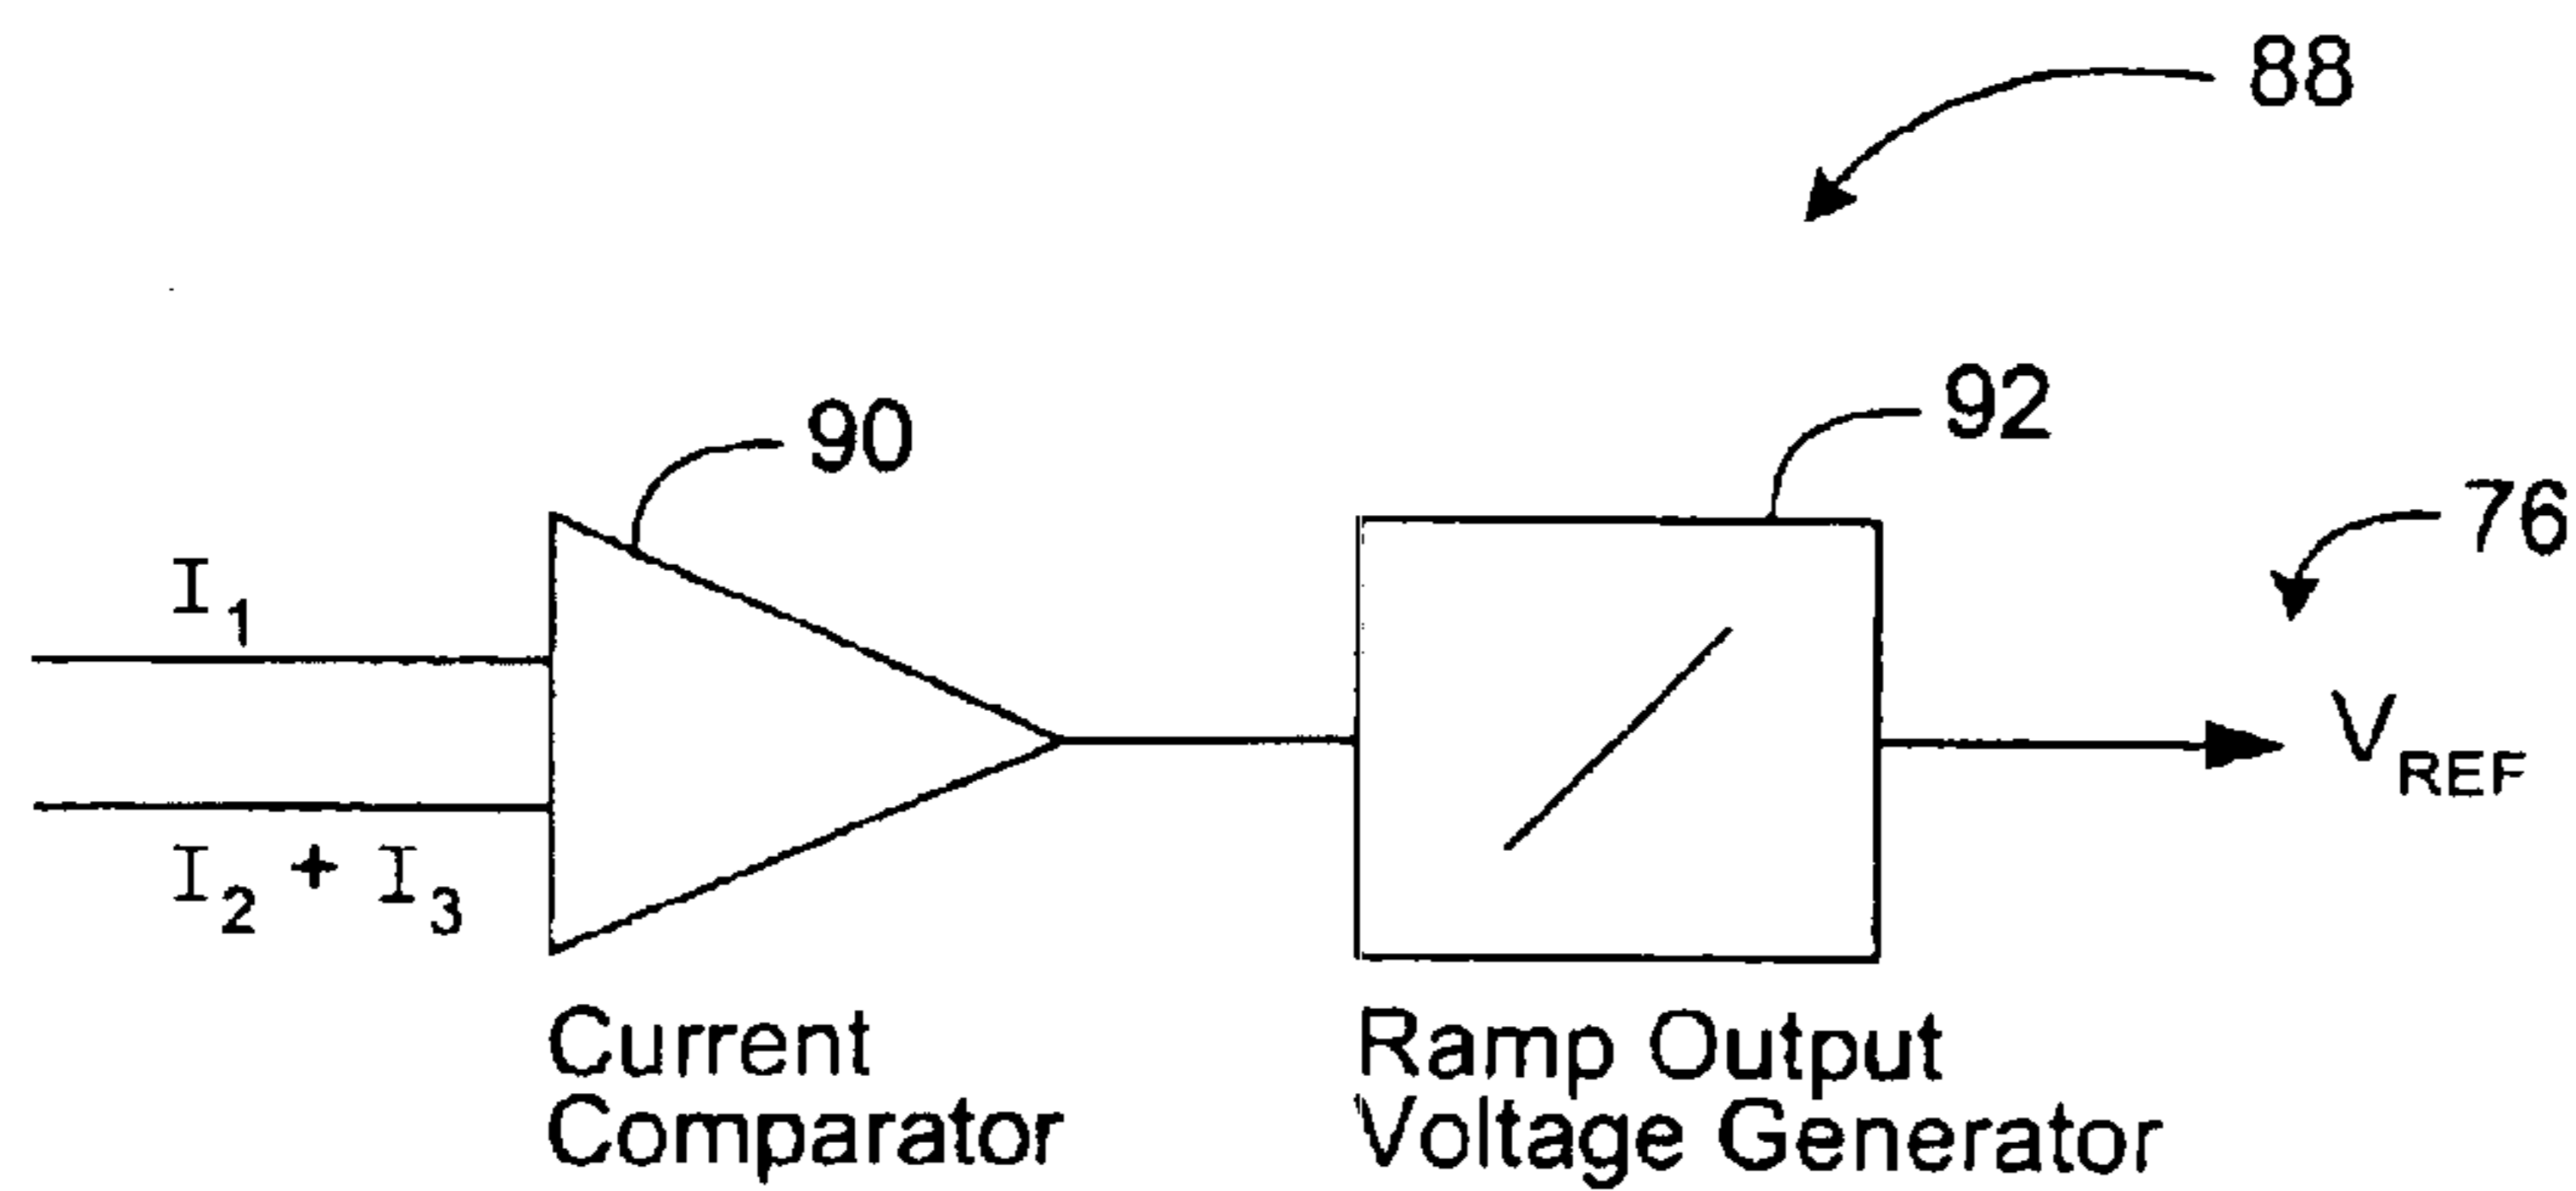 88
92
90
76
I1
VREF
I2 + I3
Current
Comparator
Ramp Output
Voltage Generator